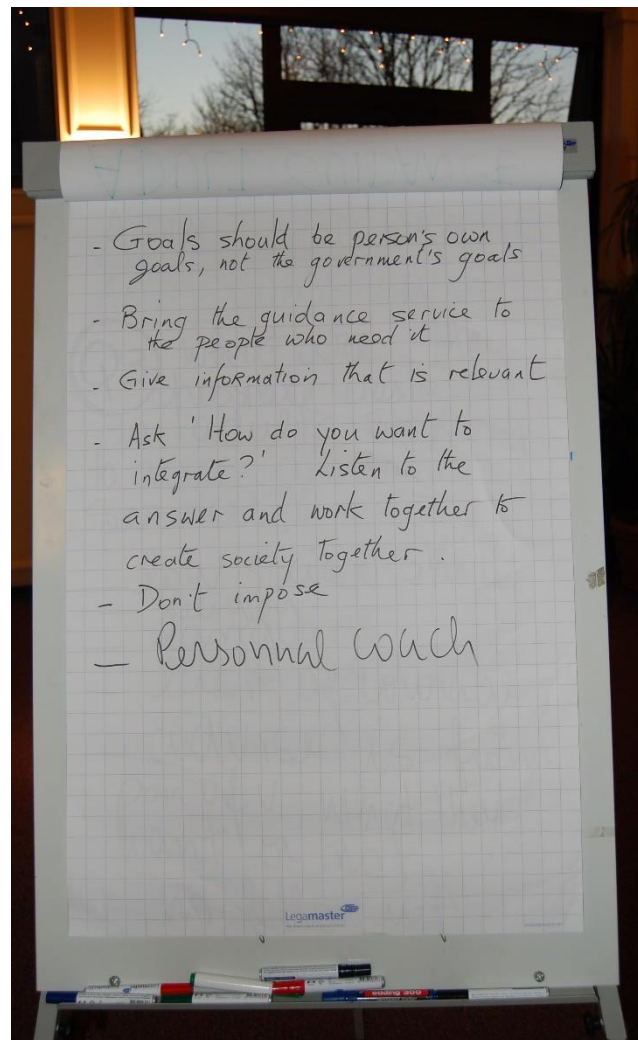 - Goals should be person's own
goals, not the government's goals
- Bring the guidance service to
the people who need it
- Give information that is relevant
- Ask 'How do you want to
integrate?' Listen to the
answer and work together to
create society together.
- Don't impose
- Personnal coach
Legamaster